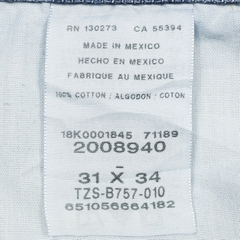 RN 130273 CA 55394
MADE IN MEXICO
HECHO EN MEXICO
FABRIQUE AU MEXIQUE
100% COTTON / ALGODON / COTON
18K0001845 71189
2008940
31 X 34
TZS-B757-010
651056664182